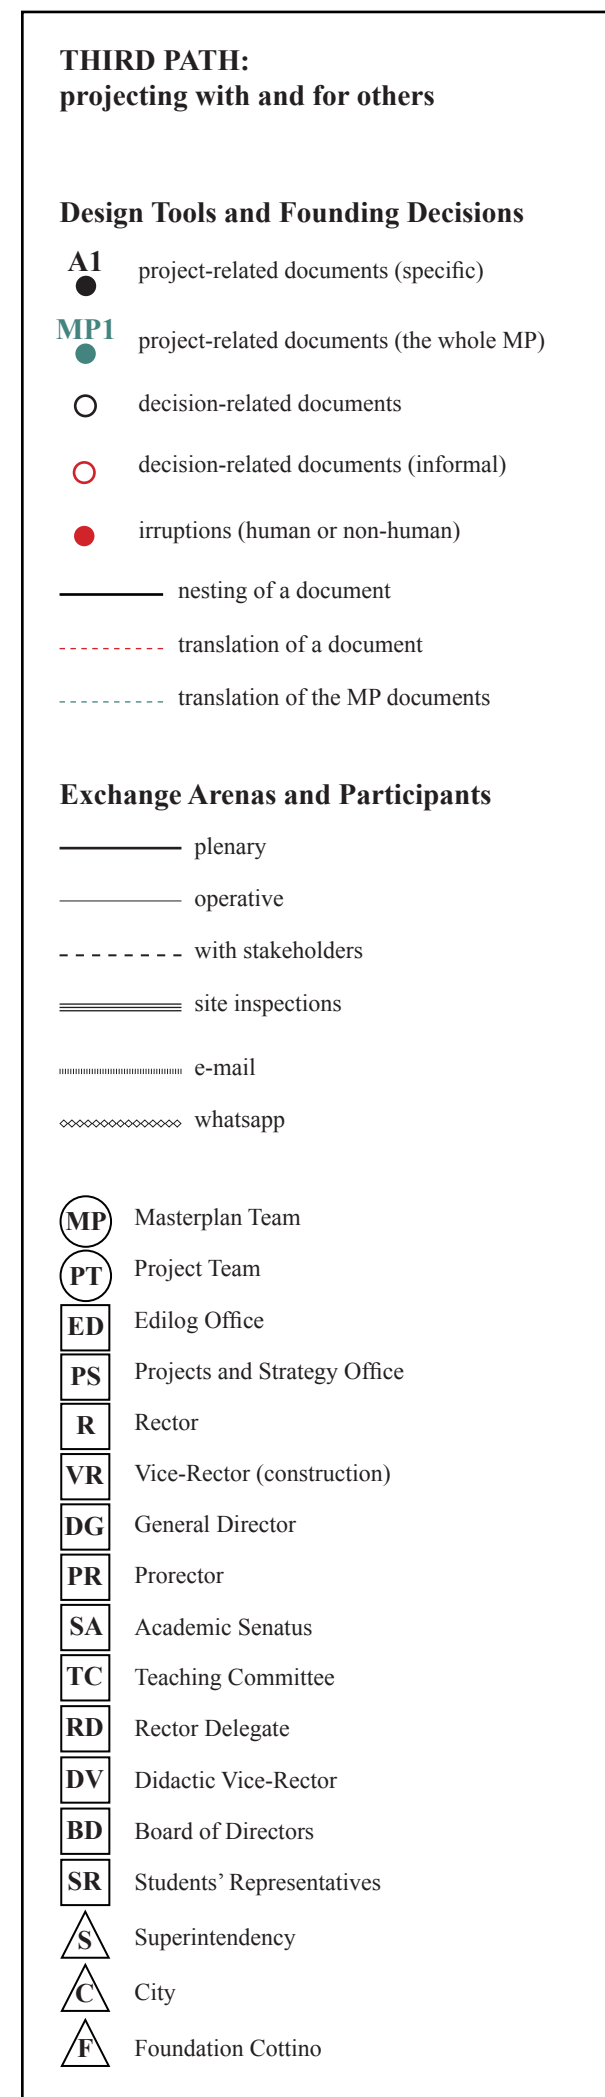 THIRD PATH:
projecting with and for others
Design Tools and Founding Decisions
A1
project-related documents (specific)
MP1
project-related documents (the whole MP)
decision-related documents
decision-related documents (informal)
irruptions (human or non-human)
nesting of a document
translation of a document
translation of the MP documents
Exchange Arenas and Participants
plenary
operative
with stakeholders
site inspections
e-mail
whatsapp
MP Masterplan Team
PT Project Team
ED Edilog Office
PS Projects and Strategy Office
R Rector
VR Vice-Rector (construction)
DG General Director
PR Prorector
SA Academic Senatus
TC Teaching Committee
RD Rector Delegate
DV Didactic Vice-Rector
BD Board of Directors
SR Students’ Representatives
S Superintendency
C City
F Foundation Cottino